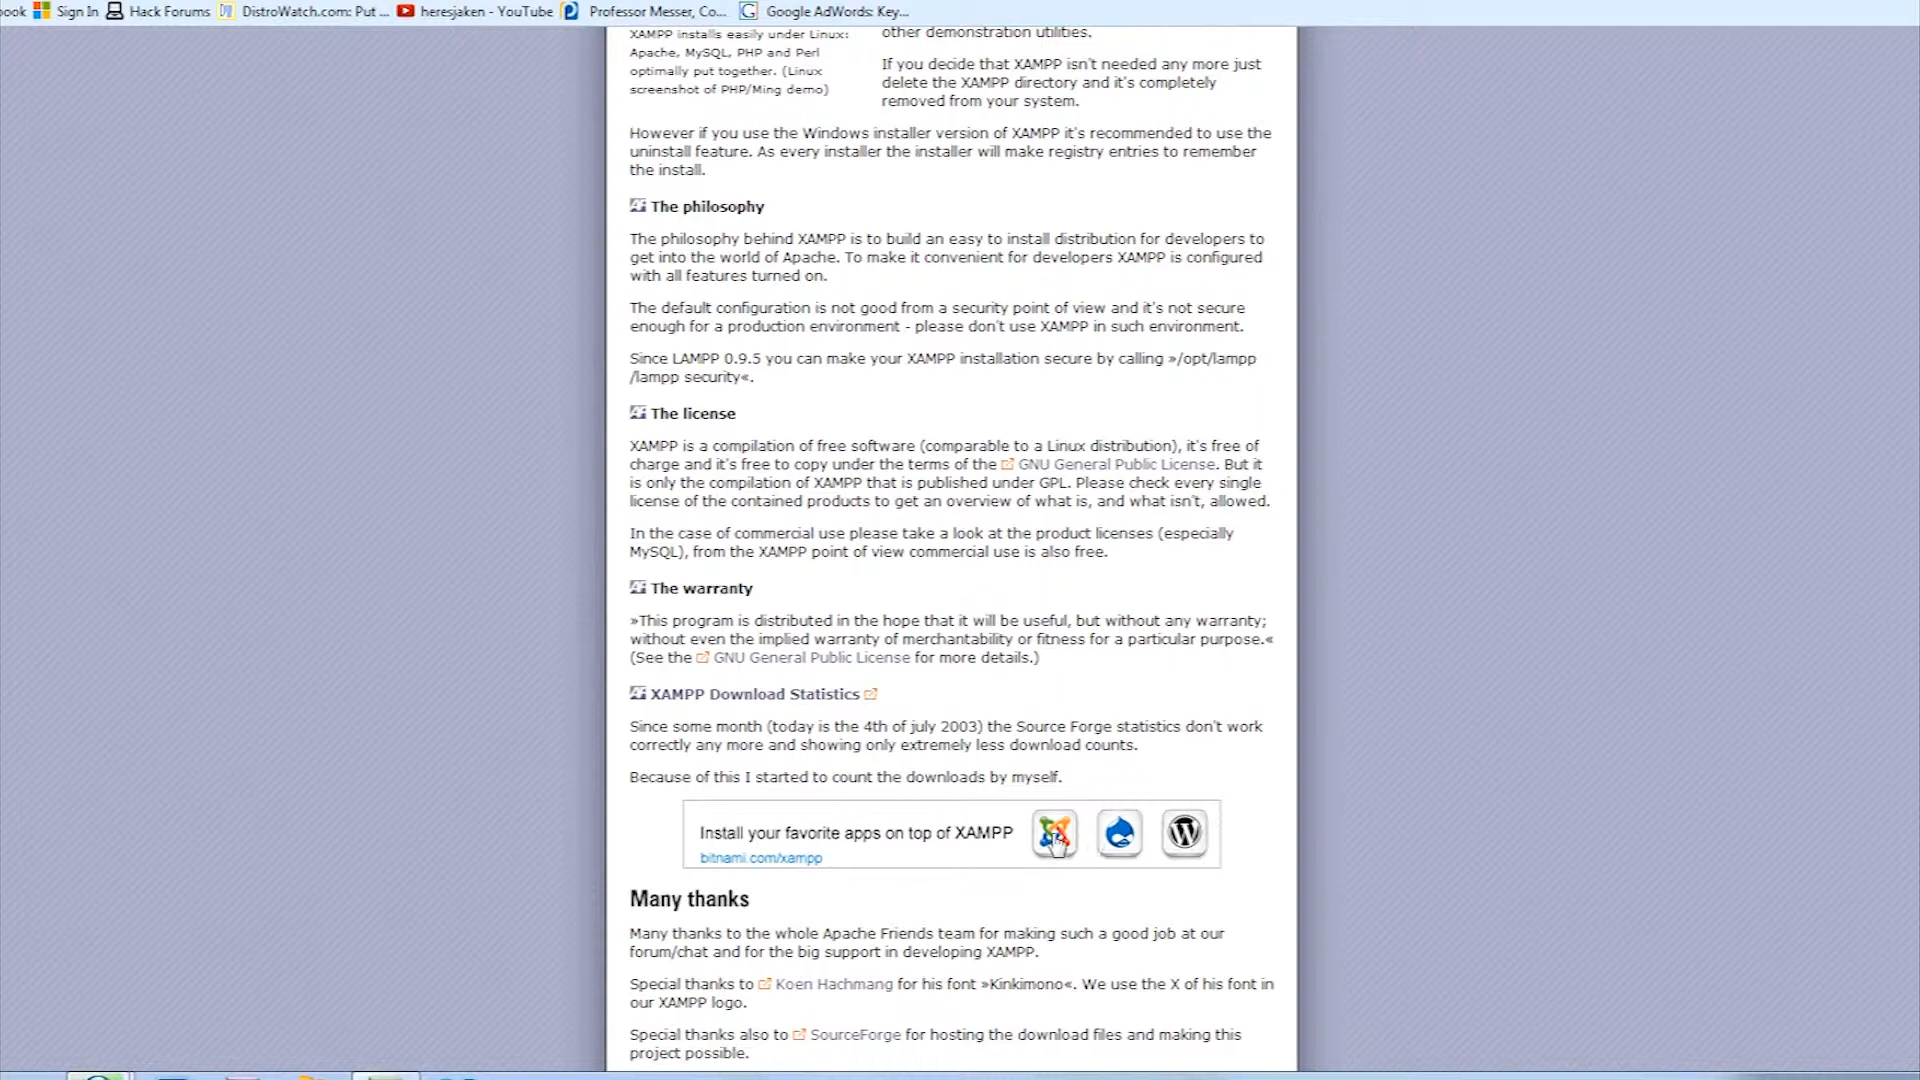 ook Sign In Hack Forums DistroWatch.com: Put ... heresjaken - YouTube Professor Messer, Co... Google AdWords: Key...
XAMPP installs easily under Linux:
Apache, MySQL, PHP and Perl
optimally put together. (Linux
screenshot of PHP/Ming demo)
other demonstration utilities.
If you decide that XAMPP isn't needed any more just
delete the XAMPP directory and it's completely
removed from your system.
However if you use the Windows installer version of XAMPP it's recommended to use the
uninstall feature. As every installer the installer will make registry entries to remember
the install.
The philosophy
The philosophy behind XAMPP is to build an easy to install distribution for developers to
get into the world of Apache. To make it convenient for developers XAMPP is configured
with all features turned on.
The default configuration is not good from a security point of view and it's not secure
enough for a production environment - please don't use XAMPP in such environment.
Since LAMPP 0.9.5 you can make your XAMPP installation secure by calling »/opt/lampp
/lampp security«.
The license
XAMPP is a compilation of free software (comparable to a Linux distribution), it's free of
charge and it's free to copy under the terms of the GNU General Public License. But it
is only the compilation of XAMPP that is published under GPL. Please check every single
license of the contained products to get an overview of what is, and what isn't, allowed.
In the case of commercial use please take a look at the product licenses (especially
MySQL), from the XAMPP point of view commercial use is also free.
The warranty
»This program is distributed in the hope that it will be useful, but without any warranty;
without even the implied warranty of merchantability or fitness for a particular purpose.«
(See the GNU General Public License for more details.)
XAMPP Download Statistics
Since some month (today is the 4th of july 2003) the Source Forge statistics don't work
correctly any more and showing only extremely less download counts.
Because of this I started to count the downloads by myself.
Install your favorite apps on top of XAMPP
bitnami.com/xampp
Many thanks
Many thanks to the whole Apache Friends team for making such a good job at our
forum/chat and for the big support in developing XAMPP.
Special thanks to Koen Hachmang for his font »Kinkimono«. We use the X of his font in
our XAMPP logo.
Special thanks also to SourceForge for hosting the download files and making this
project possible.